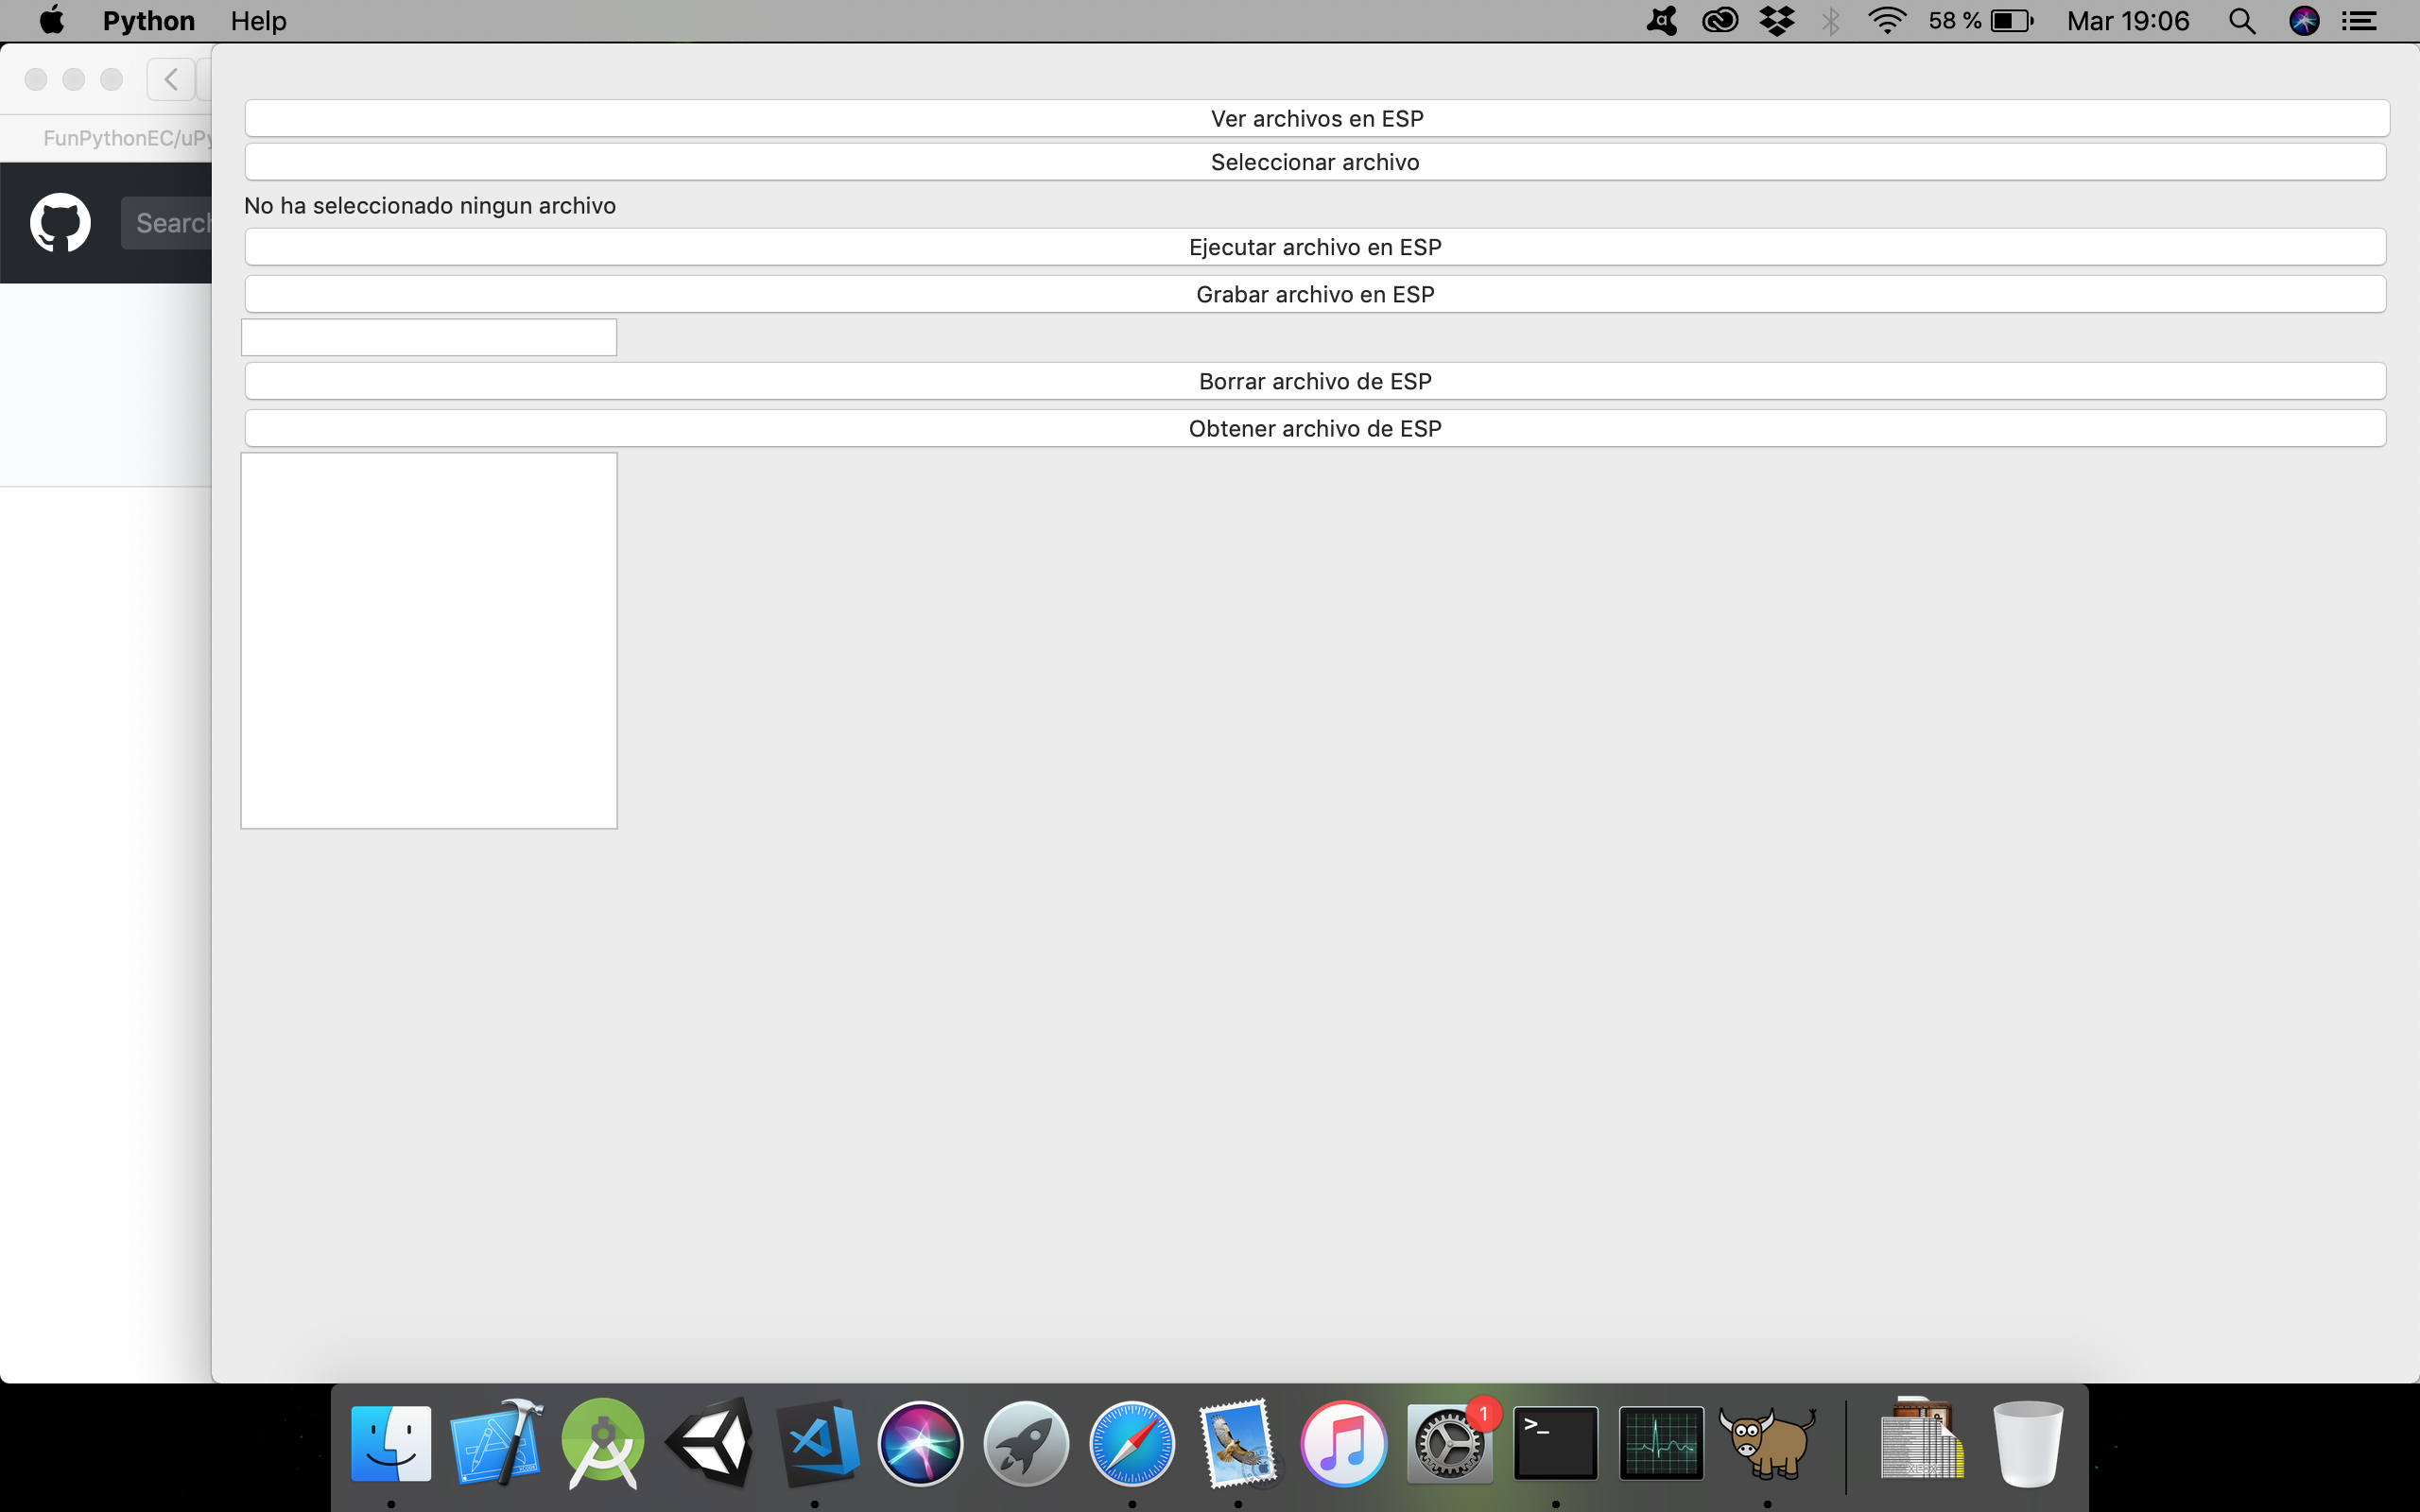 Python Help 58 % Mar 19:06
FunPythonEC/uPy
Search
Ver archivos en ESP
Seleccionar archivo
No ha seleccionado ningun archivo
Ejecutar archivo en ESP
Grabar archivo en ESP
Borrar archivo de ESP
Obtener archivo de ESP
1
>_